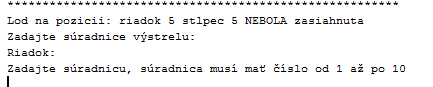 ********************************************************
Lod na pozicii: riadok 5 stlpec 5 NEBOLA zasiahnuta
Zadajte súradnice výstrelu:
Riadok:
Zadajte súradnicu, súradnica musí mať číslo od 1 až po 10